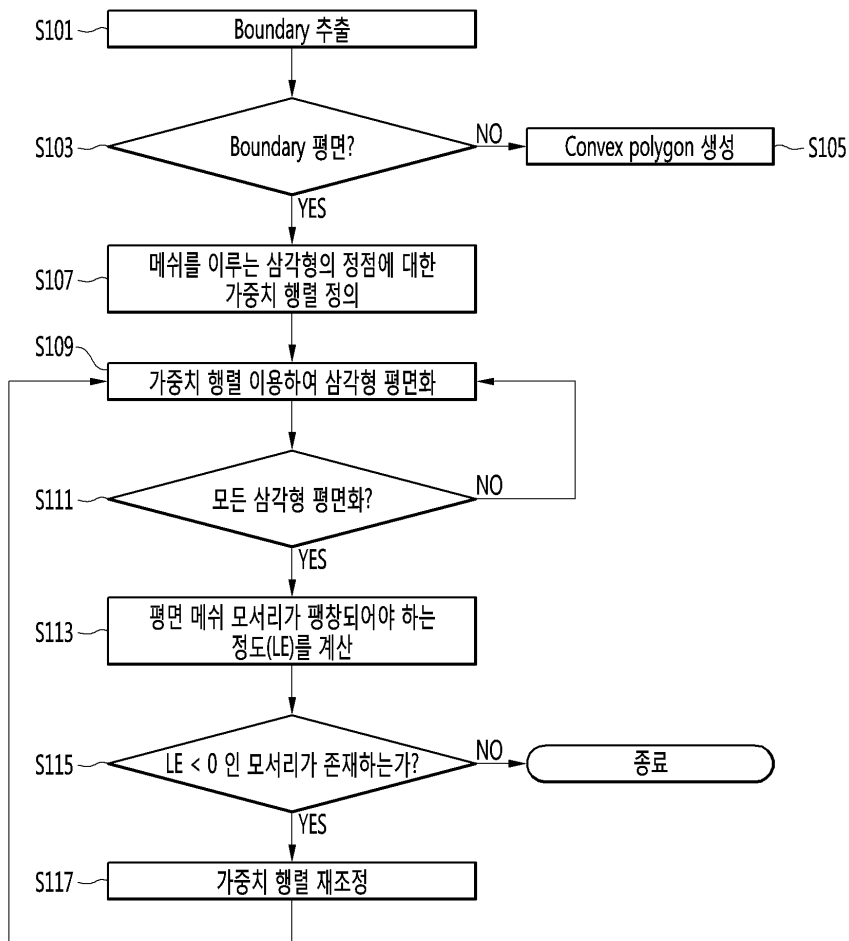 S101
Boundary 추출
S103
Boundary 평면?
NO
Convex polygon 생성
S105
YES
S107
메쉬를 이루는 삼각형의 정점에 대한
가중치 행렬 정의
S109
가중치 행렬 이용하여 삼각형 평면화
S111
모든 삼각형 평면화?
NO
YES
S113
평면 메쉬 모서리가 팽창되어야 하는
정도(LE)를 계산
S115
LE < 0 인 모서리가 존재하는가?
NO
종료
YES
S117
가중치 행렬 재조정